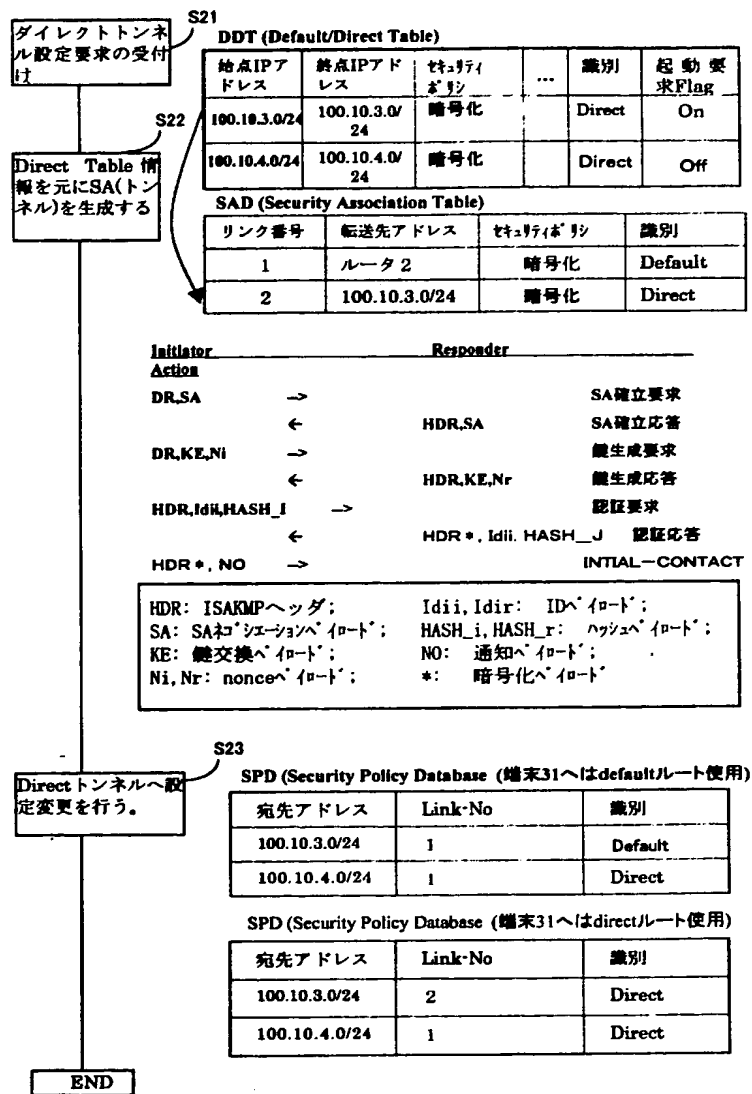 S21
ダイレクトトンネ
ル設定要求の受付
け
DDT (Default/Direct Table)
始点IPア
ドレス
終点IPアド
レス
ｾｷｭﾘﾃｨ
ﾎﾟﾘｼ
…
識別
起動要
求Flag
100.10.3.0/24
100.10.3.0/
24
暗号化
Direct
On
100.10.4.0/24
100.10.4.0/
24
暗号化
Direct
Off
S22
Direct Table 情
報を元にSA(トン
ネル)を生成する
SAD (Security Association Table)
リンク番号 転送先アドレス ｾｷｭﾘﾃｨﾎﾟﾘｼ 識別
1 ルータ2 暗号化 Default
2 100.10.3.0/24 暗号化 Direct
Initiator Responder
Action
DR,SA —> SA確立要求
← HDR,SA SA確立応答
DR,KE,Ni —> 鍵生成要求
← HDR,KE,Nr 鍵生成応答
HDR,Idii,HASH_I —> 認証要求
← HDR*, Idii. HASH_J 認証応答
HDR*, NO —> INTIAL－CONTACT
HDR: ISAKMPヘッダ; Idii,Idir: IDﾍﾟｲﾛｰﾄﾞ;
SA: SAﾈｺﾞｼｴｰｼｮﾝﾍﾟｲﾛｰﾄﾞ; HASH_i,HASH_r: ﾊｯｼｭﾍﾟｲﾛｰﾄﾞ;
KE: 鍵交換ﾍﾟｲﾛｰﾄﾞ; NO: 通知ﾍﾟｲﾛｰﾄﾞ;
Ni,Nr: nonceﾍﾟｲﾛｰﾄﾞ; *: 暗号化ﾍﾟｲﾛｰﾄﾞ
S23
Directトンネルへ設
定変更を行う。
SPD (Security Policy Database (端末31へはdefaultルート使用)
宛先アドレス Link-No 識別
100.10.3.0/24 1 Default
100.10.4.0/24 1 Direct
SPD (Security Policy Database (端末31へはdirectルート使用)
宛先アドレス Link-No 識別
100.10.3.0/24 2 Direct
100.10.4.0/24 1 Direct
END